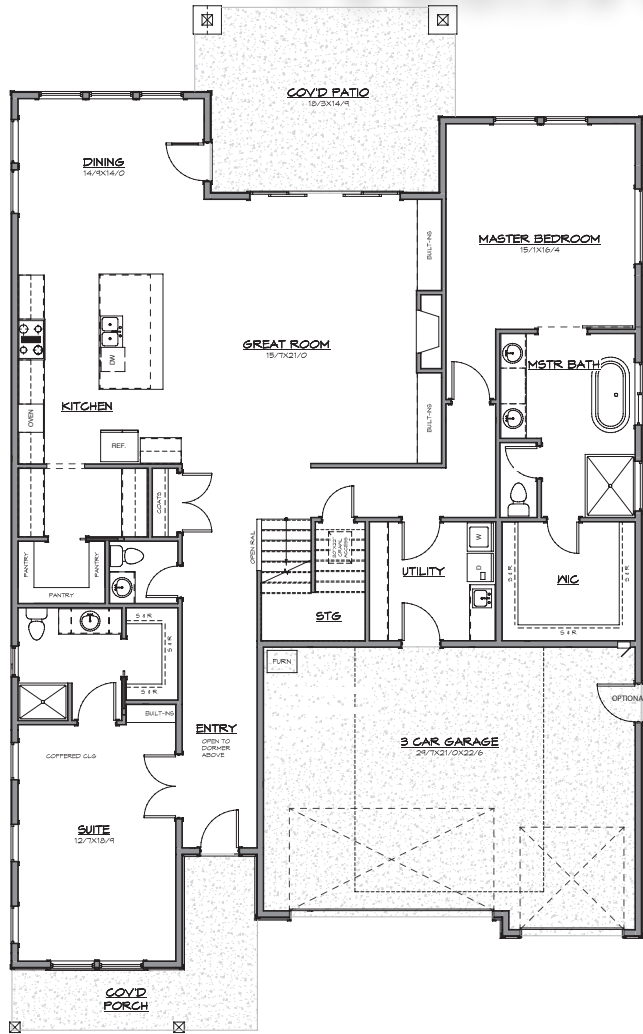 COV'D PATIO
18/3X14/9
DINING
14/9X14/0
BUILT-INS
MASTER BEDROOM
15/1X16/4
GREAT ROOM
15/7X21/0
DW
MSTR BATH
KITCHEN
OVEN
BUILT-INS
REF.
COATS
OPEN RAIL
CRAWL
ACCESS
W
PANTRY
PANTRY
UTILITY
D
S & R
WIC
S & R
PANTRY
STG
S & R
S & R
S & R
S & R
FURN
BUILT-INS
OPTIONA
ENTRY
OPEN TO
DORMER
ABOVE
3 CAR GARAGE
29/7X21/0X22/6
COFFERED CLG
SUITE
12/7X18/9
COV'D
PORCH